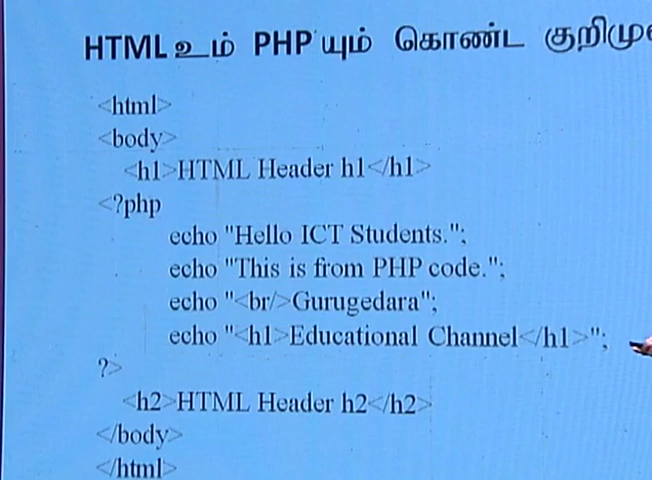 HTML உம் PHP யும் கொண்ட
<html>
<body>
<h1>HTML Header h1</h1>
<?php
echo "Hello ICT Students.";
echo "This is from PHP code.";
echo "<br/>Gurugedara";
echo "<h1>Educational Channel</h1>";
?>
<h2>HTML Header h2</h2>
</body>
</html>